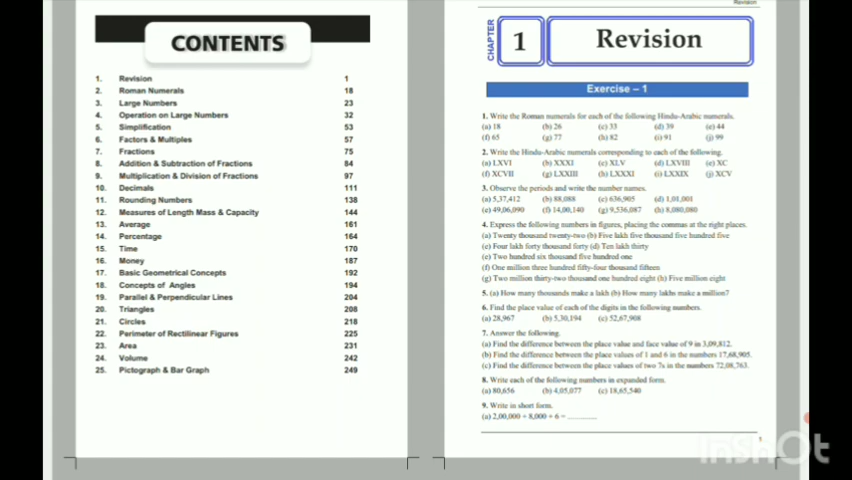 CONTENTS
1. Revision 1
2. Roman Numerals 18
3. Large Numbers 23
4. Operation on Large Numbers 32
5. Simplification 53
6. Factors & Multiples 57
7. Fractions 75
8. Addition & Subtraction of Fractions 84
9. Multiplication & Division of Fractions 97
10. Decimals 111
11. Rounding Numbers 138
12. Measures of Length Mass & Capacity 144
13. Average 161
14. Percentage 164
15. Time 170
16. Money 187
17. Basic Geometrical Concepts 192
18. Concepts of Angles 194
19. Parallel & Perpendicular Lines 204
20. Triangles 208
21. Circles 218
22. Perimeter of Rectilinear Figures 225
23. Area 231
24. Volume 242
25. Pictograph & Bar Graph 249
Revision
CHAPTER 1 Revision
Exercise – 1
1. Write the Roman numerals for each of the following Hindu-Arabic numerals.
(a) 18 (b) 26 (c) 33 (d) 39 (e) 44
(f) 65 (g) 77 (h) 82 (i) 91 (j) 99
2. Write the Hindu-Arabic numerals corresponding to each of the following.
(a) LXVI (b) XXXI (c) XLV (d) LXVIII (e) XC
(f) XCVII (g) LXXIII (h) LXXXI (i) LXXIX (j) XCV
3. Observe the periods and write the number names.
(a) 5,37,412 (b) 88,088 (c) 636,905 (d) 1,01,001
(e) 49,06,090 (f) 14,00,140 (g) 9,536,087 (h) 8,080,080
4. Express the following numbers in figures, placing the commas at the right places.
(a) Twenty thousand twenty-two (b) Five lakh five thousand five hundred five
(c) Four lakh forty thousand forty (d) Ten lakh thirty
(e) Two hundred six thousand five hundred one
(f) One million three hundred fifty-four thousand fifteen
(g) Two million thirty-two thousand one hundred eight (h) Five million eight
5. (a) How many thousands make a lakh (b) How many lakhs make a million?
6. Find the place value of each of the digits in the following numbers.
(a) 28,967 (b) 5,30,194 (c) 52,67,908
7. Answer the following.
(a) Find the difference between the place value and face value of 9 in 3,09,812.
(b) Find the difference between the place values of 1 and 6 in the numbers 17,68,905.
(c) Find the difference between the place values of two 7s in the numbers 72,08,763.
8. Write each of the following numbers in expanded form.
(a) 80,656 (b) 4,05,077 (c) 18,65,540
9. Write in short form.
(a) 2,00,000 + 8,000 + 6 = ............
1
InShOt